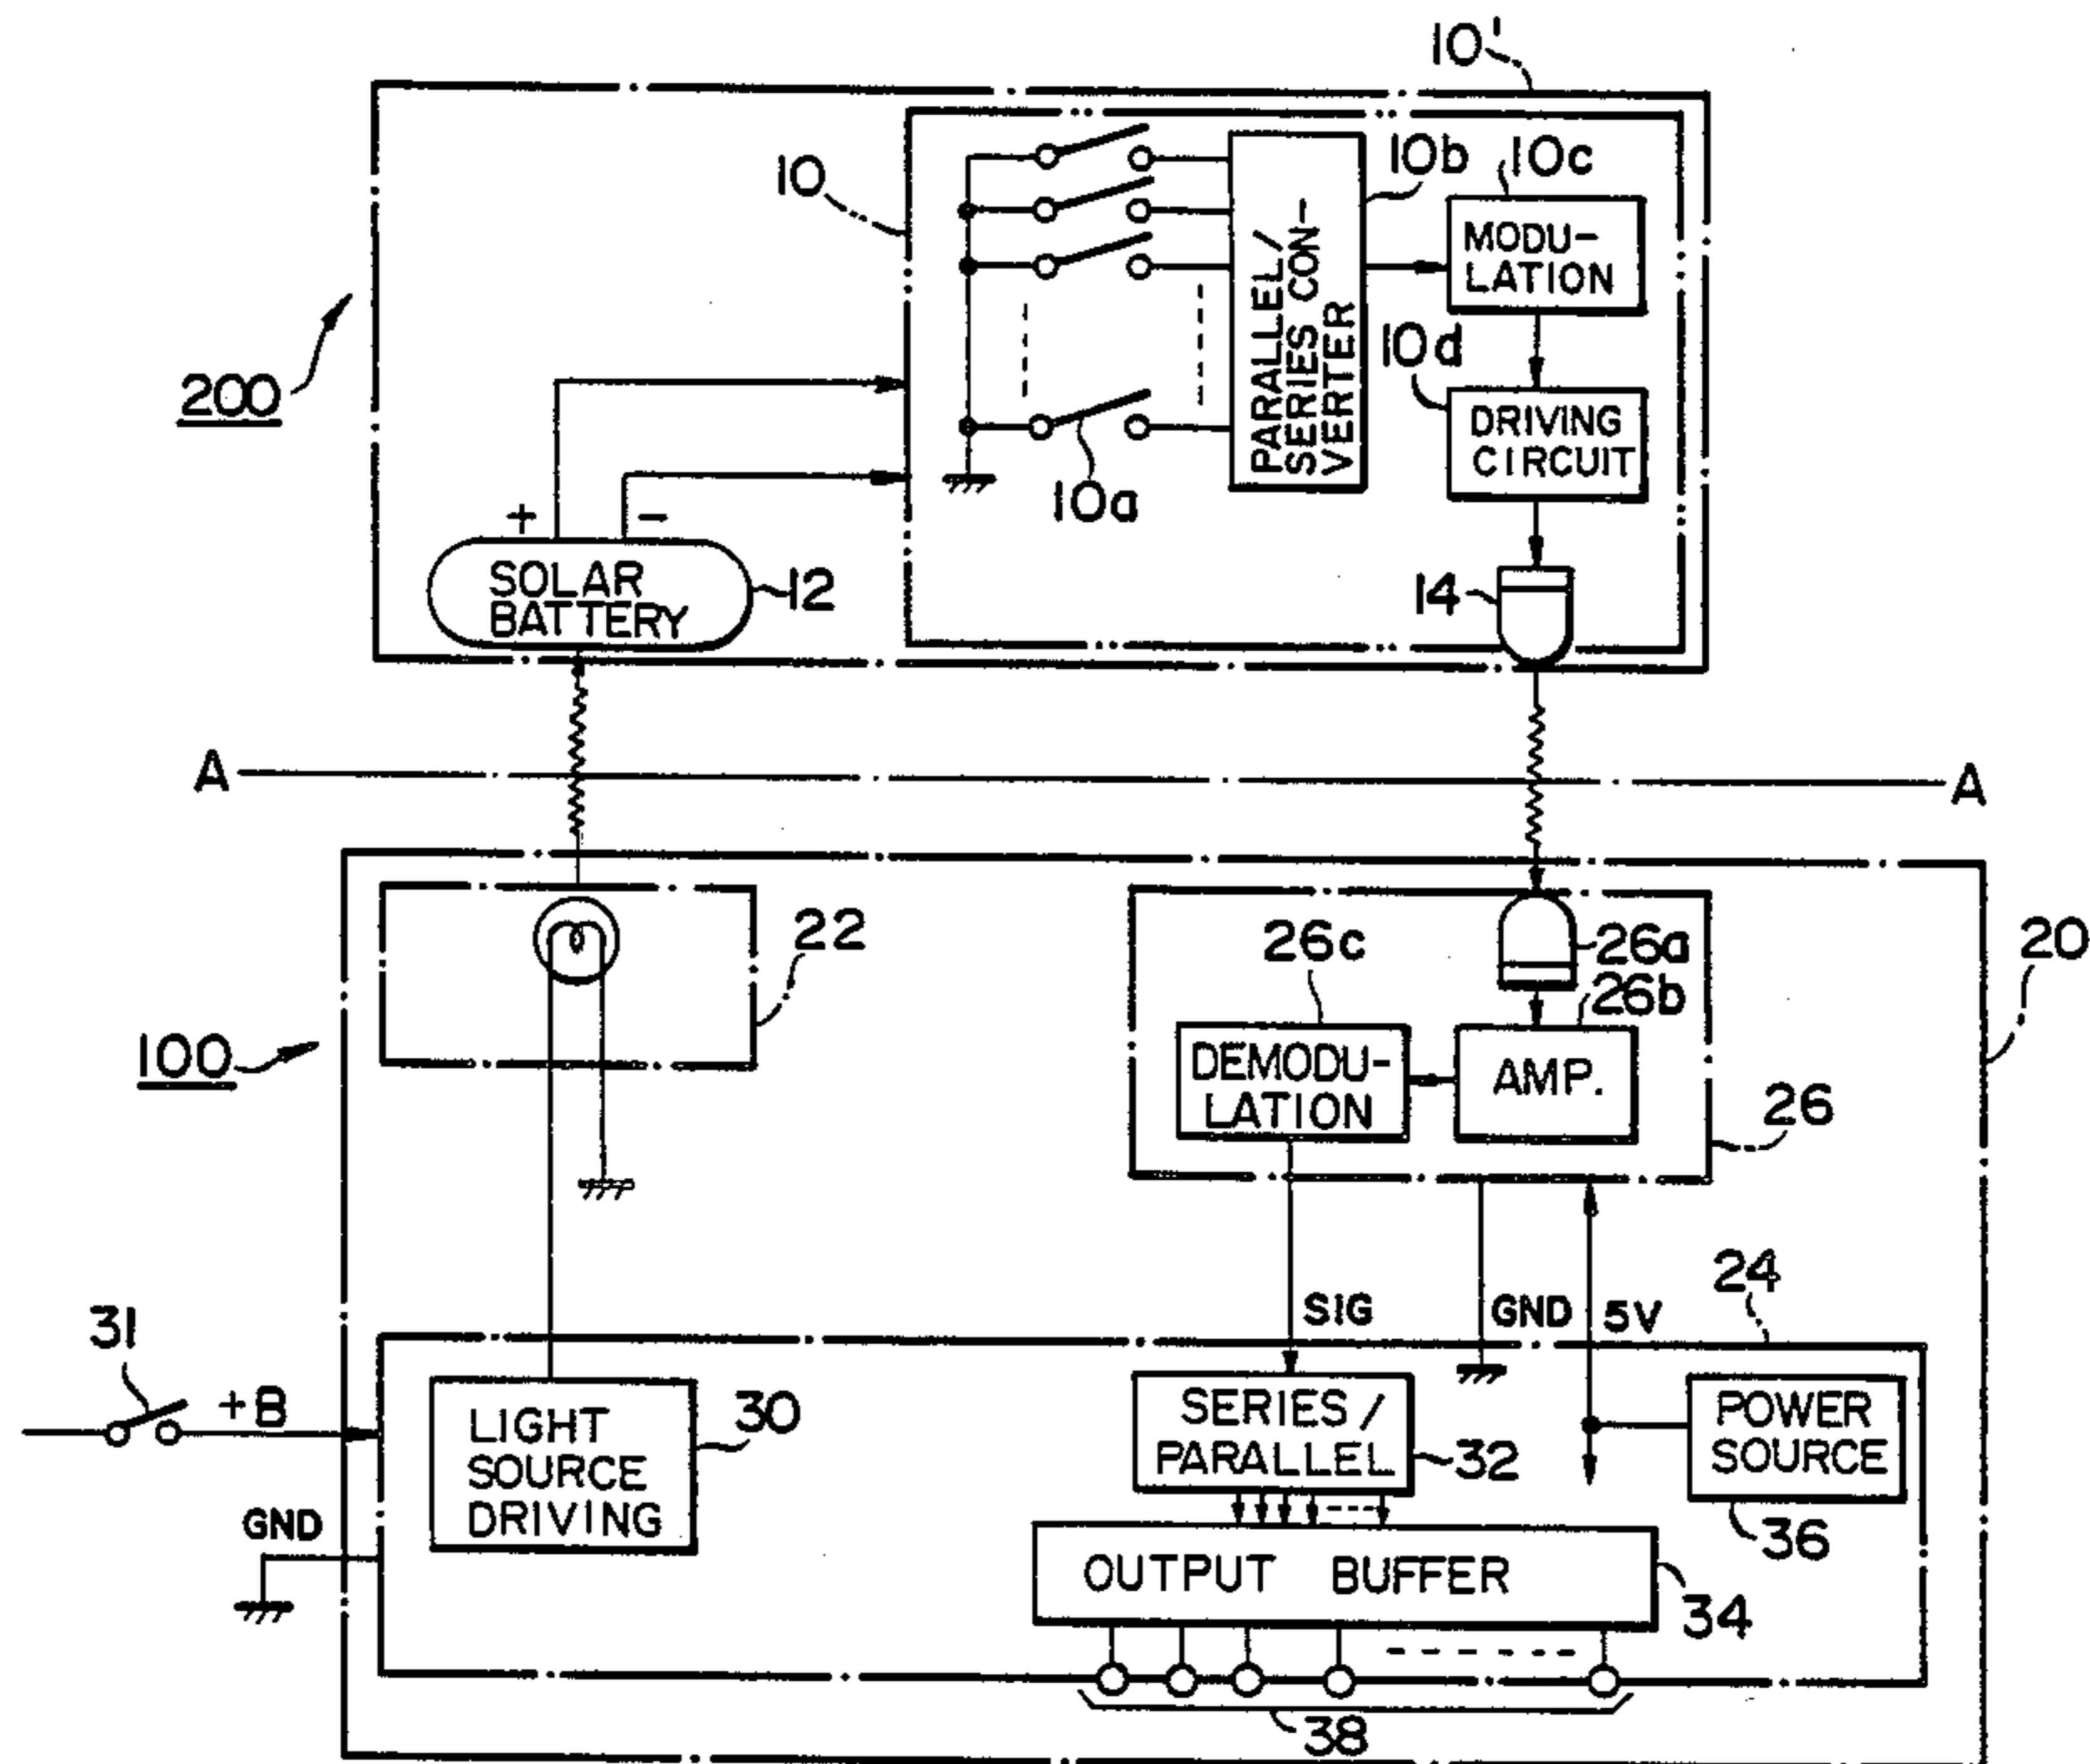 10'
10
10b
10c
MODU-
LATION
PARALLEL/
SERIES CON-
VERTER
10d
DRIVING
CIRCUIT
200
10a
+ -
SOLAR
BATTERY
12
14
A A
22
26c
26a
26b
20
100
DEMODU-
LATION
AMP.
26
24
SIG GND 5V
31
+B
LIGHT
SOURCE
DRIVING
30
SERIES /
PARALLEL
32
POWER
SOURCE
36
GND
OUTPUT BUFFER
34
38